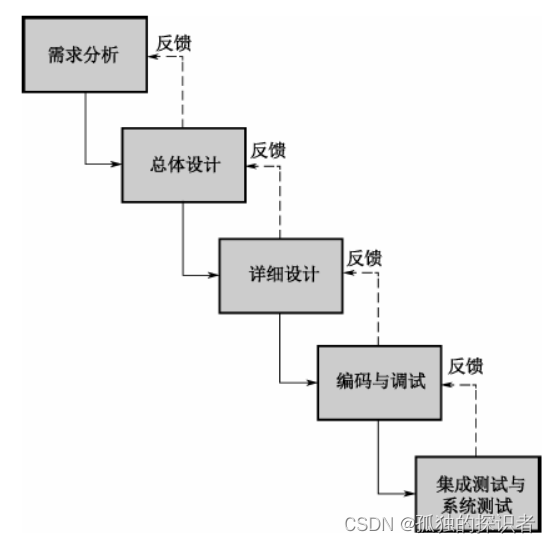 需求分析
反馈
总体设计
反馈
详细设计
反馈
编码与调试
反馈
集成测试与
系统测试
CSDN @孤独的探识者